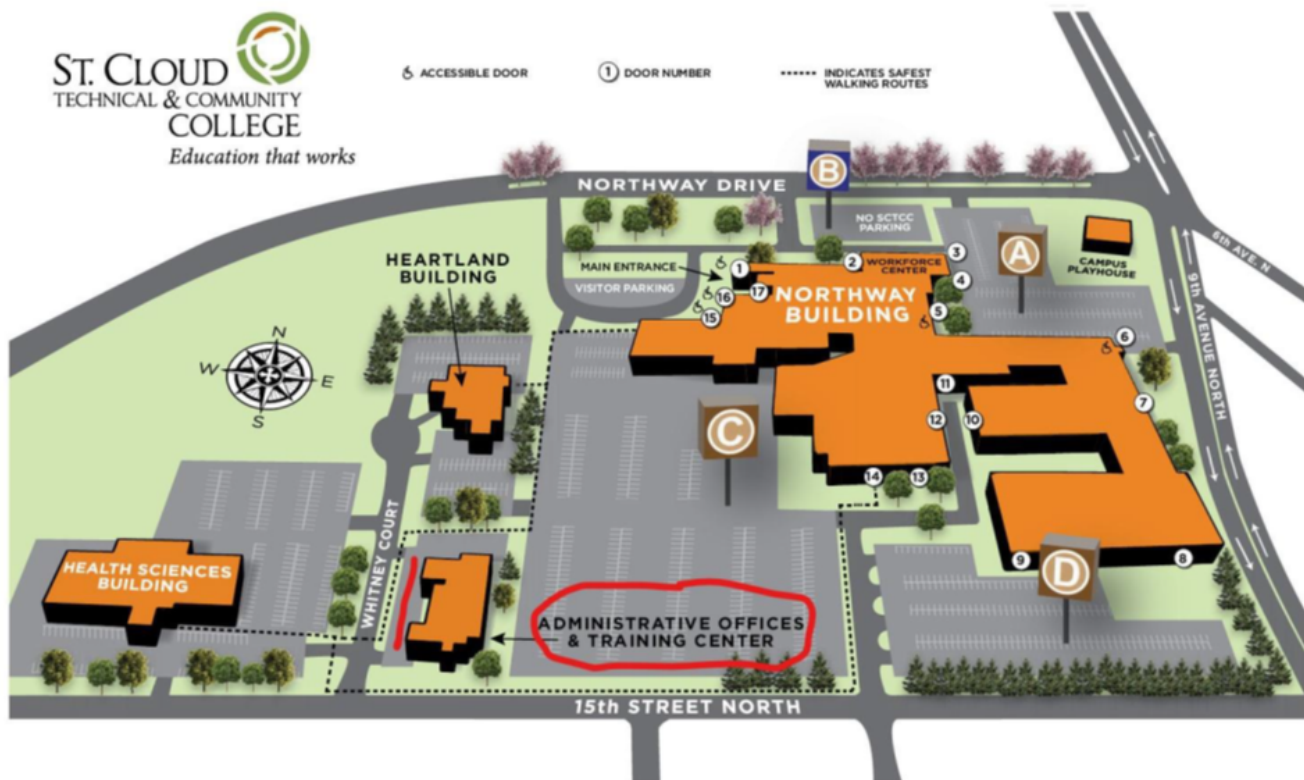 ST. CLOUD
TECHNICAL & COMMUNITY
COLLEGE
Education that works
ACCESSIBLE DOOR
1 DOOR NUMBER
INDICATES SAFEST
WALKING ROUTES
B
NORTHWAY DRIVE
NO SCTCC
PARKING
A
CAMPUS
PLAYHOUSE
6th AVE. N
9th AVENUE NORTH
HEARTLAND
BUILDING
MAIN ENTRANCE
VISITOR PARKING
1
2
3
WORKFORCE
CENTER
4
17
16
15
NORTHWAY
BUILDING
5
6
N
W
E
S
C
11
12
10
7
14
13
WHITNEY COURT
HEALTH SCIENCES
BUILDING
9
D
8
ADMINISTRATIVE OFFICES
& TRAINING CENTER
15th STREET NORTH